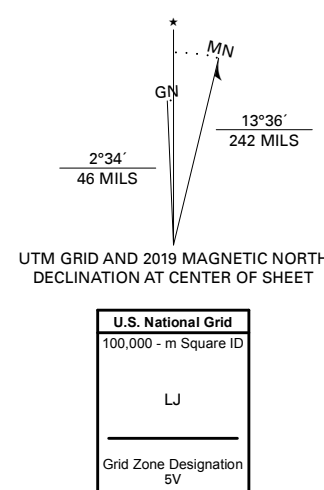 ★
MN
GN
13°36´
242 MILS
2°34´
46 MILS
UTM GRID AND 2019 MAGNETIC NORTH
DECLINATION AT CENTER OF SHEET
U.S. National Grid
100,000 - m Square ID
LJ
Grid Zone Designation
5V